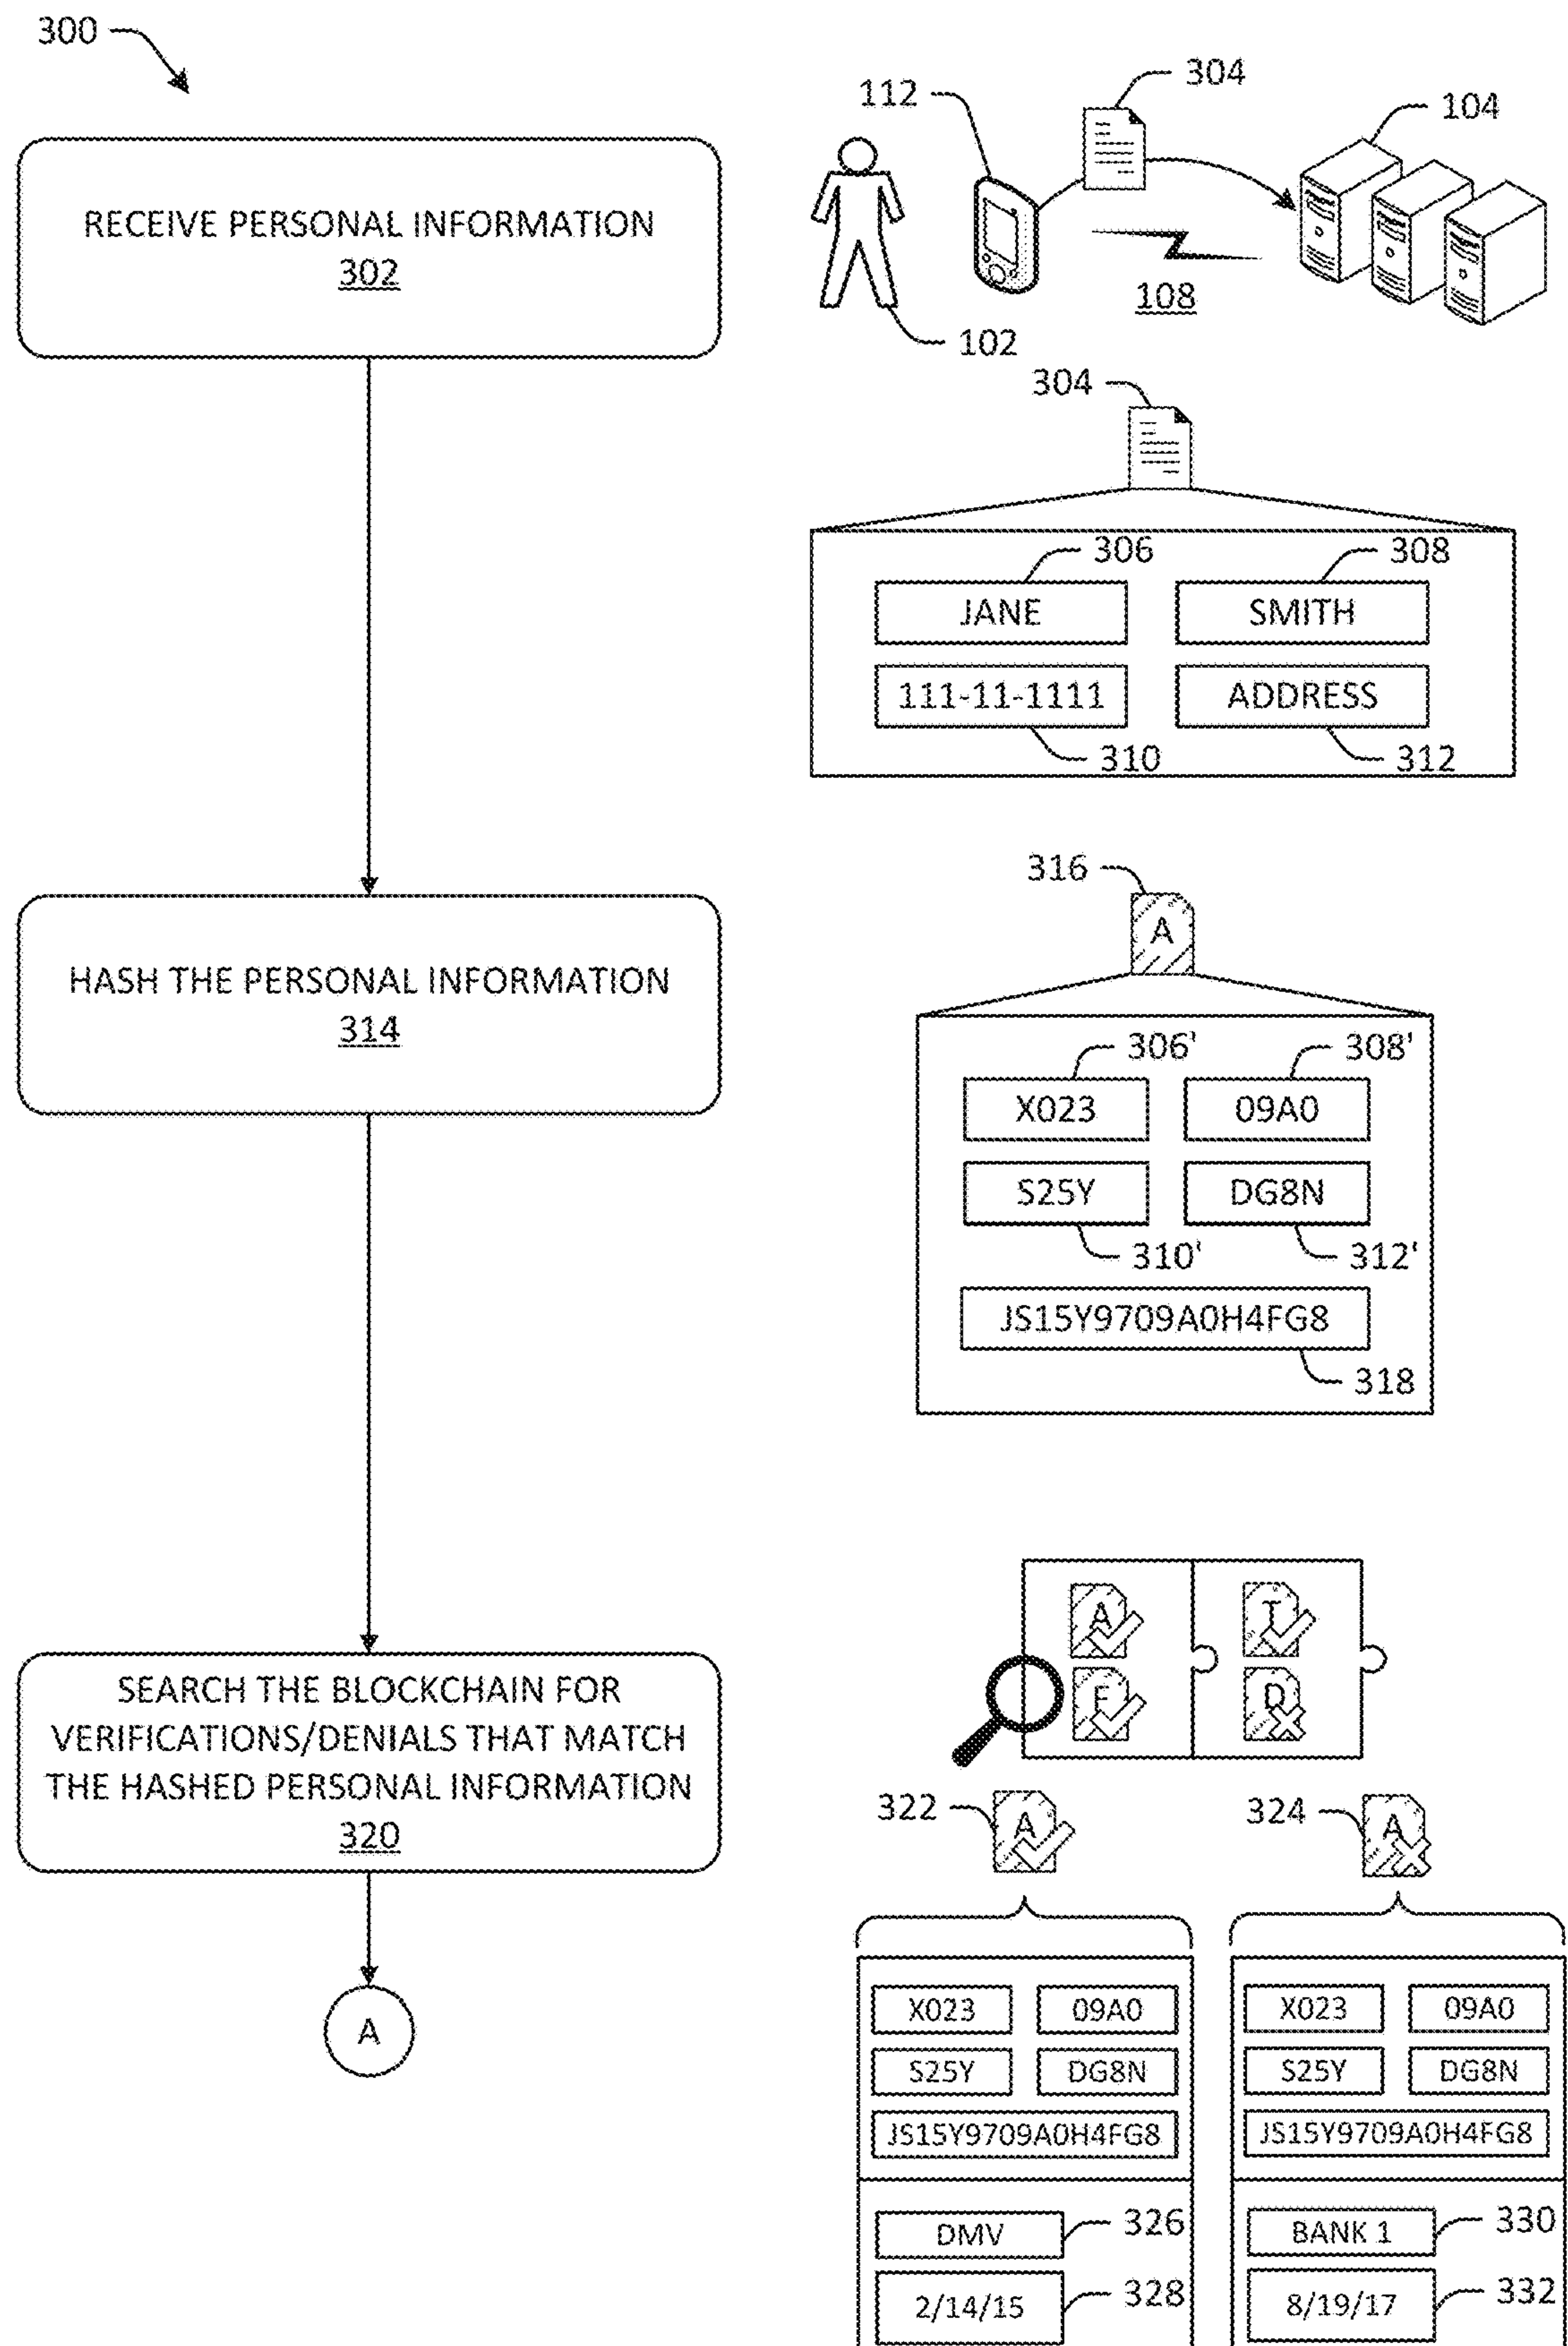 300
RECEIVE PERSONAL INFORMATION
302
112
304
104
108
102
304
306
308
JANE
SMITH
111-11-1111
ADDRESS
310
312
HASH THE PERSONAL INFORMATION
314
316
A
306'
308'
X023
09A0
S25Y
DG8N
310'
312'
JS15Y9709A0H4FG8
318
SEARCH THE BLOCKCHAIN FOR
VERIFICATIONS/DENIALS THAT MATCH
THE HASHED PERSONAL INFORMATION
320
A
A
T
F
D
322
A
324
A
X023
09A0
S25Y
DG8N
JS15Y9709A0H4FG8
DMV
326
2/14/15
328
X023
09A0
S25Y
DG8N
JS15Y9709A0H4FG8
BANK 1
330
8/19/17
332